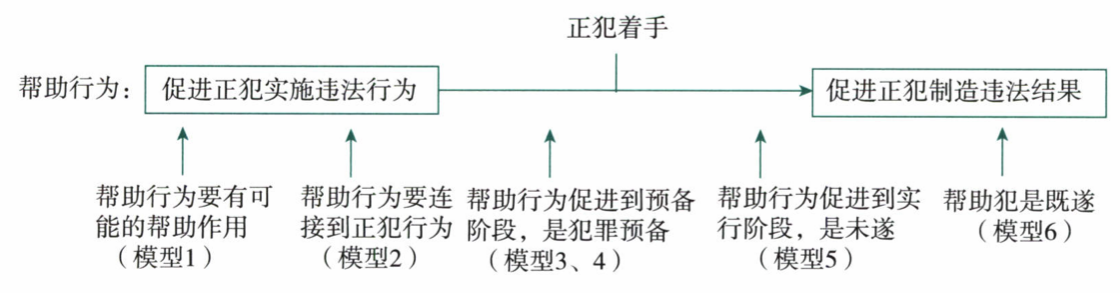 正犯着手
帮助行为：
促进正犯实施违法行为
促进正犯制造违法结果
帮助行为要有可
能的帮助作用
（模型1）
帮助行为要连
接到正犯行为
（模型2）
帮助行为促进到预备
阶段，是犯罪预备
（模型3、4）
帮助行为促进到实
行阶段，是未遂
（模型5）
帮助犯是既遂
（模型6）